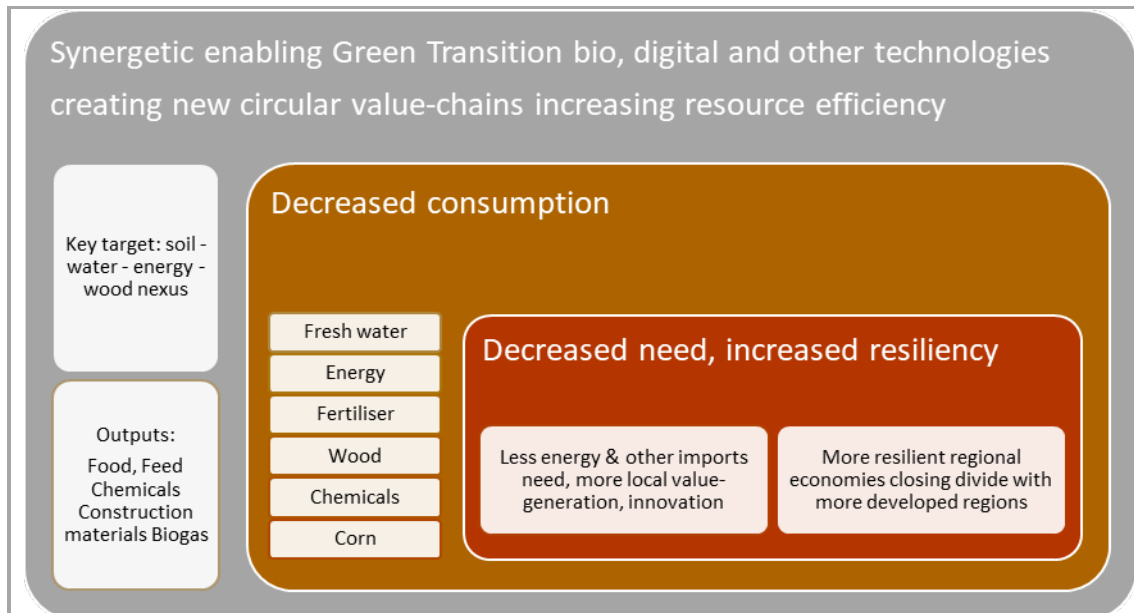 Synergetic enabling Green Transition bio, digital and other technologies
creating new circular value-chains increasing resource efficiency
Key target: soil -
water - energy -
wood nexus
Outputs:
Food, Feed
Chemicals
Construction
materials Biogas
Decreased consumption
Fresh water
Energy
Fertiliser
Wood
Chemicals
Corn
Decreased need, increased resiliency
Less energy & other imports
need, more local value-
generation, innovation
More resilient regional
economies closing divide with
more developed regions